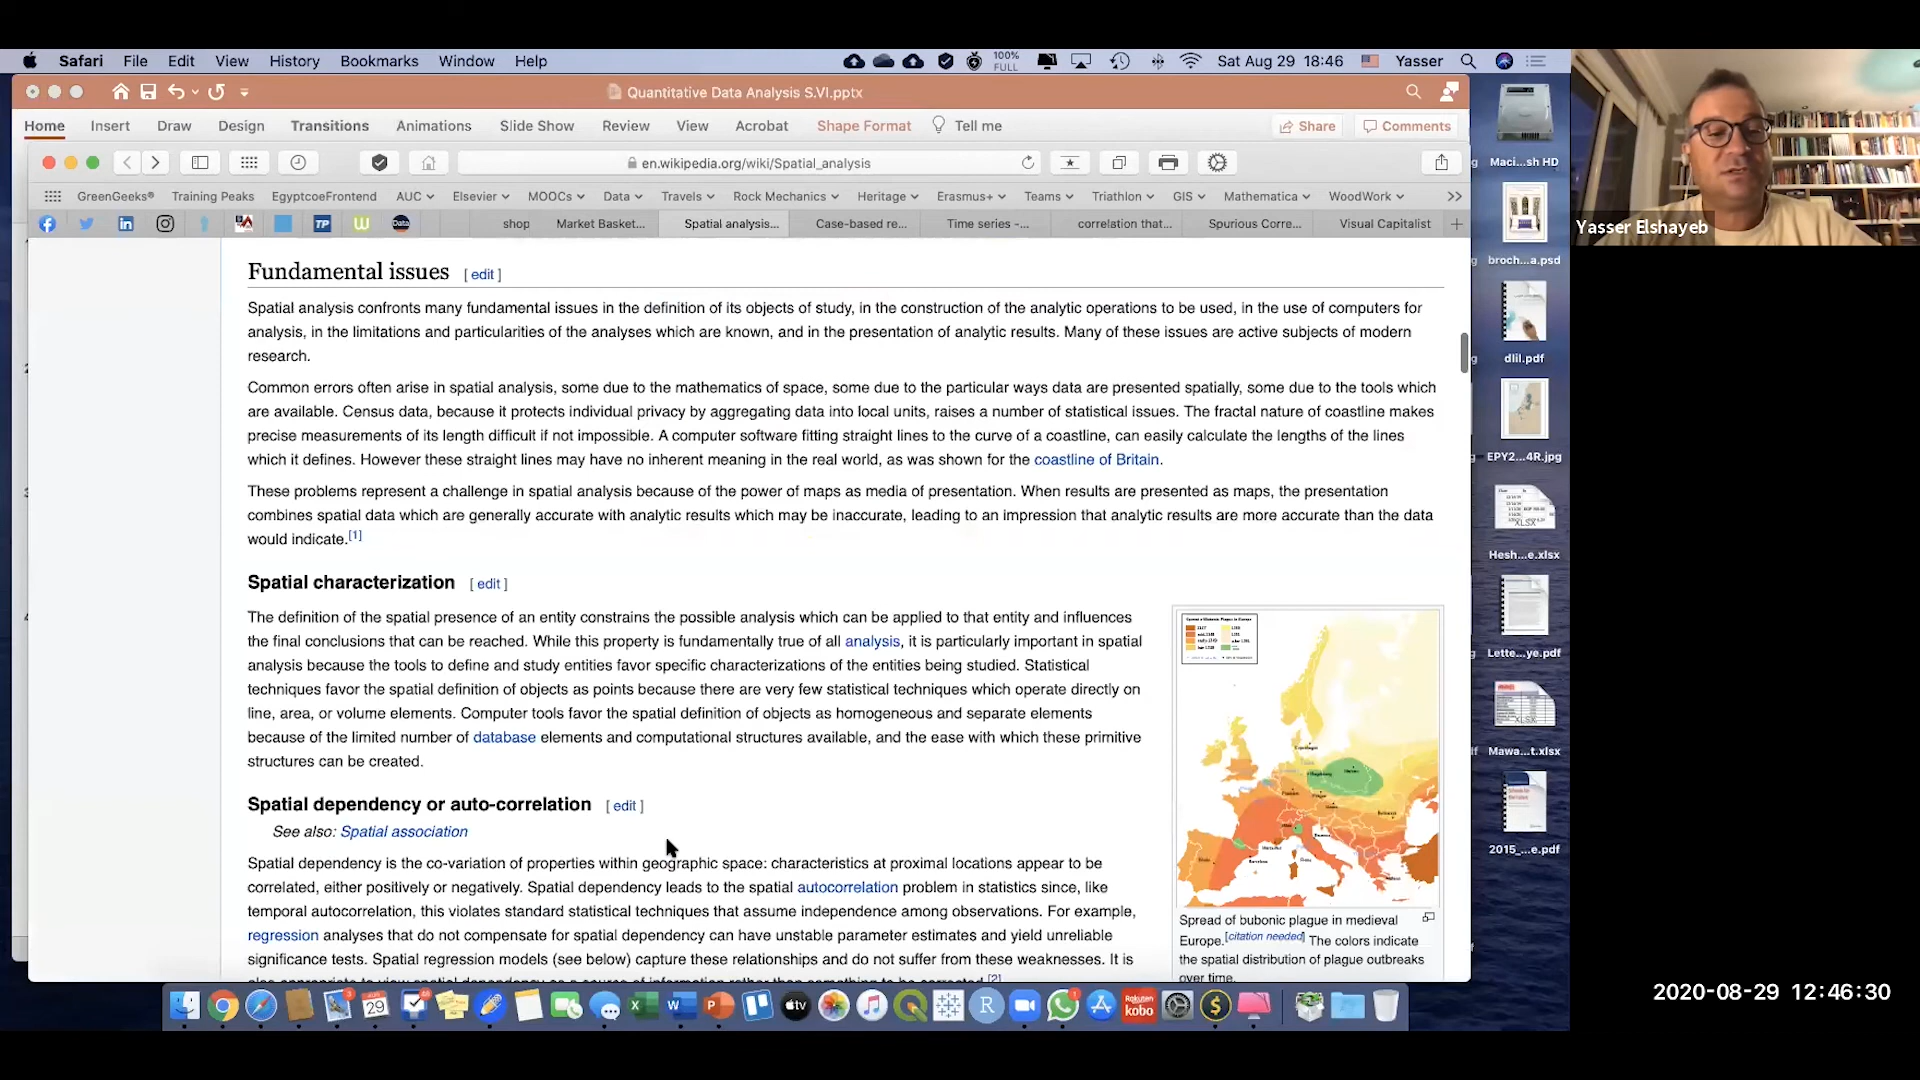 Safari File Edit View History Bookmarks Window Help 100% FULL Sat Aug 29 18:46 Yasser
Quantitative Data Analysis S.VI.pptx
Home Insert Draw Design Transitions Animations Slide Show Review View Acrobat Shape Format Tell me Share Comments
en.wikipedia.org/wiki/Spatial_analysis
GreenGeeks® Training Peaks EgyptcoeFrontend AUC Elsevier MOOCs Data Travels Rock Mechanics Heritage Erasmus+ Teams Triathlon GIS Mathematica WoodWork
shop Market Basket... Spatial analysis... Case-based re... Time series -... correlation that... Spurious Corre... Visual Capitalist
Fundamental issues [ edit ]
Spatial analysis confronts many fundamental issues in the definition of its objects of study, in the construction of the analytic operations to be used, in the use of computers for
analysis, in the limitations and particularities of the analyses which are known, and in the presentation of analytic results. Many of these issues are active subjects of modern
research.
Common errors often arise in spatial analysis, some due to the mathematics of space, some due to the particular ways data are presented spatially, some due to the tools which
are available. Census data, because it protects individual privacy by aggregating data into local units, raises a number of statistical issues. The fractal nature of coastline makes
precise measurements of its length difficult if not impossible. A computer software fitting straight lines to the curve of a coastline, can easily calculate the lengths of the lines
which it defines. However these straight lines may have no inherent meaning in the real world, as was shown for the coastline of Britain.
These problems represent a challenge in spatial analysis because of the power of maps as media of presentation. When results are presented as maps, the presentation
combines spatial data which are generally accurate with analytic results which may be inaccurate, leading to an impression that analytic results are more accurate than the data
would indicate.[1]
Spatial characterization [ edit ]
The definition of the spatial presence of an entity constrains the possible analysis which can be applied to that entity and influences
the final conclusions that can be reached. While this property is fundamentally true of all analysis, it is particularly important in spatial
analysis because the tools to define and study entities favor specific characterizations of the entities being studied. Statistical
techniques favor the spatial definition of objects as points because there are very few statistical techniques which operate directly on
line, area, or volume elements. Computer tools favor the spatial definition of objects as homogeneous and separate elements
because of the limited number of database elements and computational structures available, and the ease with which these primitive
structures can be created.
Spatial dependency or auto-correlation [ edit ]
See also: Spatial association
Spatial dependency is the co-variation of properties within geographic space: characteristics at proximal locations appear to be
correlated, either positively or negatively. Spatial dependency leads to the spatial autocorrelation problem in statistics since, like
temporal autocorrelation, this violates standard statistical techniques that assume independence among observations. For example,
regression analyses that do not compensate for spatial dependency can have unstable parameter estimates and yield unreliable
significance tests. Spatial regression models (see below) capture these relationships and do not suffer from these weaknesses. It is
also appropriate to view spatial dependency as a source of information rather than something to be corrected.[2]
Spread of bubonic plague in medieval
Europe.[citation needed] The colors indicate
the spatial distribution of plague outbreaks
over time.
Maci...sh HD
broch...a.psd
dlil.pdf
EPY2...4R.jpg
XLSX
Hesh...e.xlsx
Lette...ye.pdf
XLSX
Mawa...t.xlsx
2015_...e.pdf
AUG 29
tv
Rakuten kobo
Yasser Elshayeb
2020-08-29 12:46:30